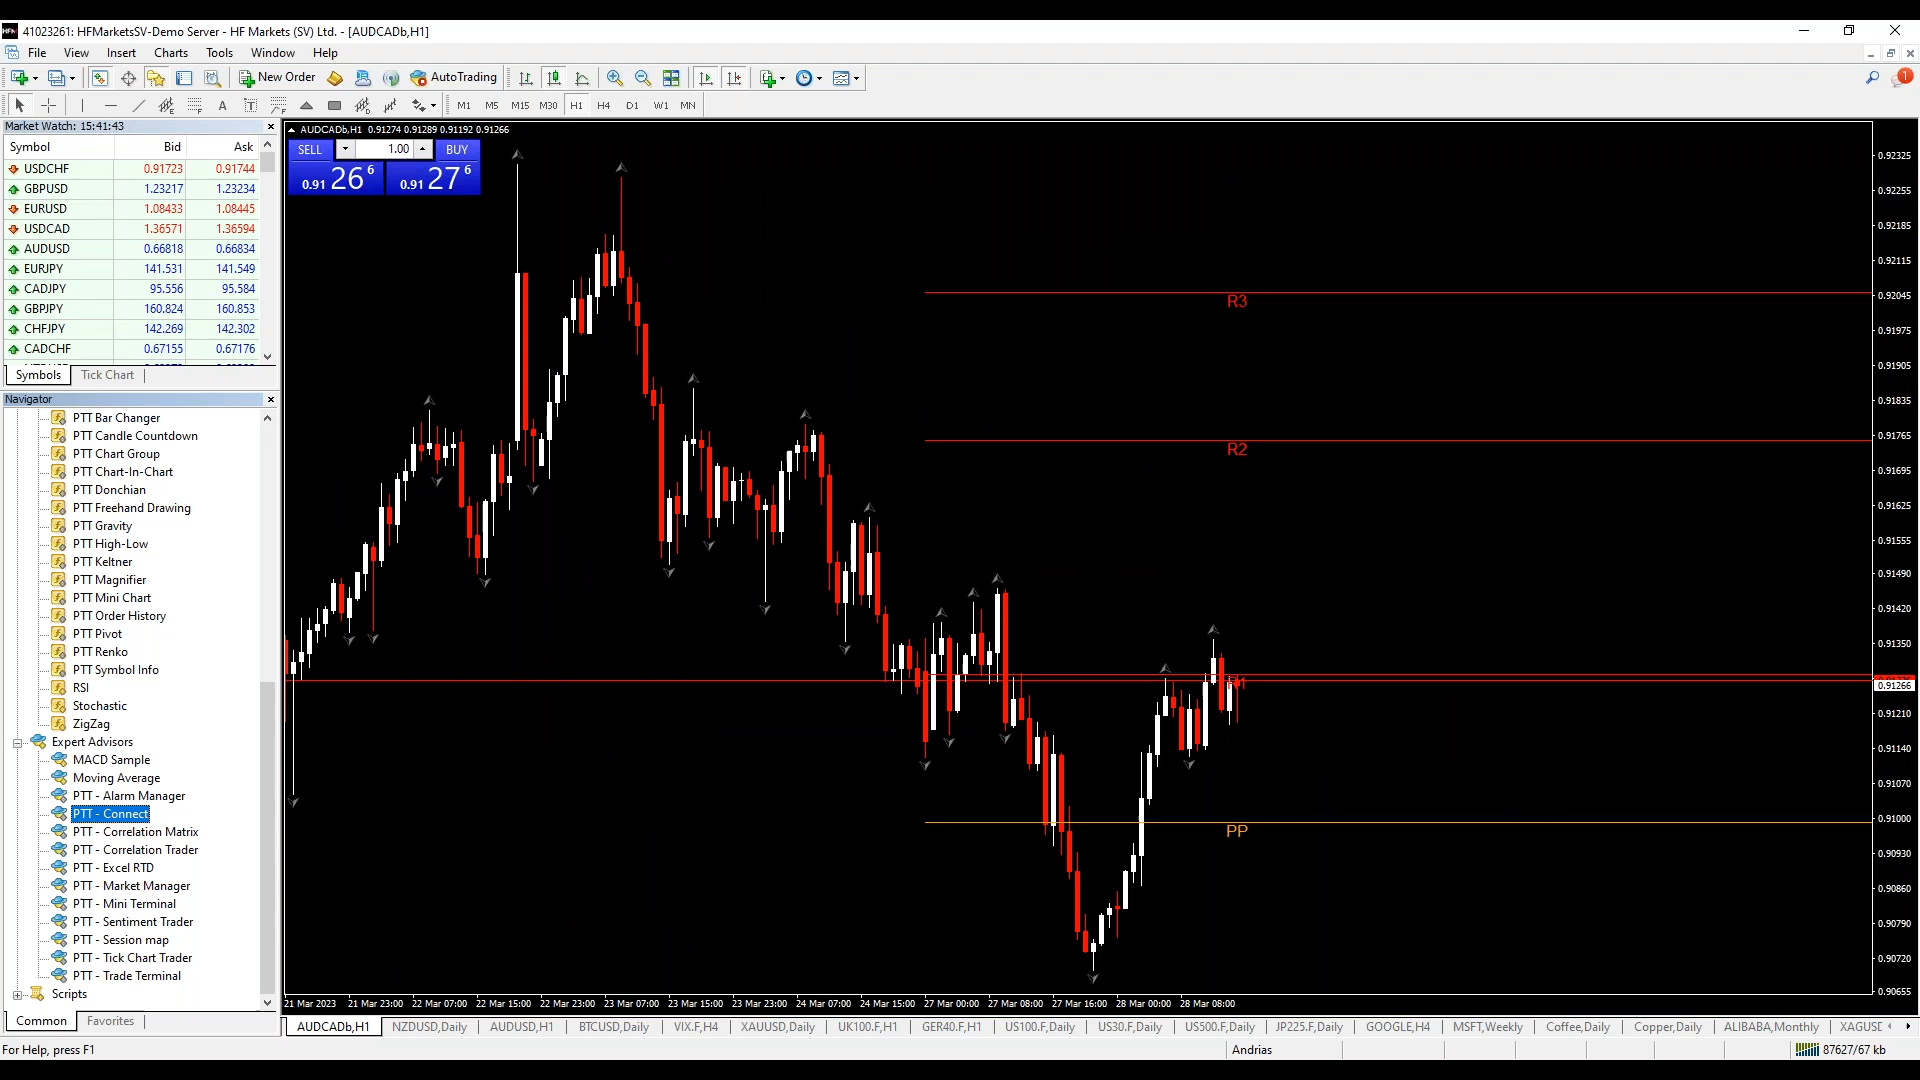 HFM 41023261: HFMarketsSV-Demo Server - HF Markets (SV) Ltd. - [AUDCADb,H1]
File View Insert Charts Tools Window Help
New Order AutoTrading 1
A T M1 M5 M15 M30 H1 H4 D1 W1 MN
Market Watch: 15:41:43
Symbol Bid Ask
USDCHF 0.91723 0.91744
GBPUSD 1.23217 1.23234
EURUSD 1.08433 1.08445
USDCAD 1.36571 1.36594
AUDUSD 0.66818 0.66834
EURJPY 141.531 141.549
CADJPY 95.556 95.584
GBPJPY 160.824 160.853
CHFJPY 142.269 142.302
CADCHF 0.67155 0.67176
Symbols Tick Chart
Navigator
PTT Bar Changer
PTT Candle Countdown
PTT Chart Group
PTT Chart-In-Chart
PTT Donchian
PTT Freehand Drawing
PTT Gravity
PTT High-Low
PTT Keltner
PTT Magnifier
PTT Mini Chart
PTT Order History
PTT Pivot
PTT Renko
PTT Symbol Info
RSI
Stochastic
ZigZag
Expert Advisors
MACD Sample
Moving Average
PTT - Alarm Manager
PTT - Connect
PTT - Correlation Matrix
PTT - Correlation Trader
PTT - Excel RTD
PTT - Market Manager
PTT - Mini Terminal
PTT - Sentiment Trader
PTT - Session map
PTT - Tick Chart Trader
PTT - Trade Terminal
Scripts
Common Favorites
AUDCADb,H1 0.91274 0.91289 0.91192 0.91266
SELL 1.00 BUY
0.91 26 6 0.91 27 6
R3
R2
PP
0.92325
0.92255
0.92185
0.92115
0.92045
0.91975
0.91905
0.91835
0.91765
0.91695
0.91625
0.91555
0.91490
0.91420
0.91350
0.91266
0.91210
0.91140
0.91070
0.91000
0.90930
0.90860
0.90790
0.90720
0.90655
21 Mar 2023 21 Mar 23:00 22 Mar 07:00 22 Mar 15:00 22 Mar 23:00 23 Mar 07:00 23 Mar 15:00 23 Mar 23:00 24 Mar 07:00 24 Mar 15:00 27 Mar 00:00 27 Mar 08:00 27 Mar 16:00 28 Mar 00:00 28 Mar 08:00
AUDCADb,H1 NZDUSD,Daily AUDUSD,H1 BTCUSD,Daily VIX.F,H4 XAUUSD,Daily UK100.F,H1 GER40.F,H1 US100.F,Daily US30.F,Daily US500.F,Daily JP225.F,Daily GOOGLE,H4 MSFT,Weekly Coffee,Daily Copper,Daily ALIBABA,Monthly XAGUSD
For Help, press F1 Andrias 87627/67 kb